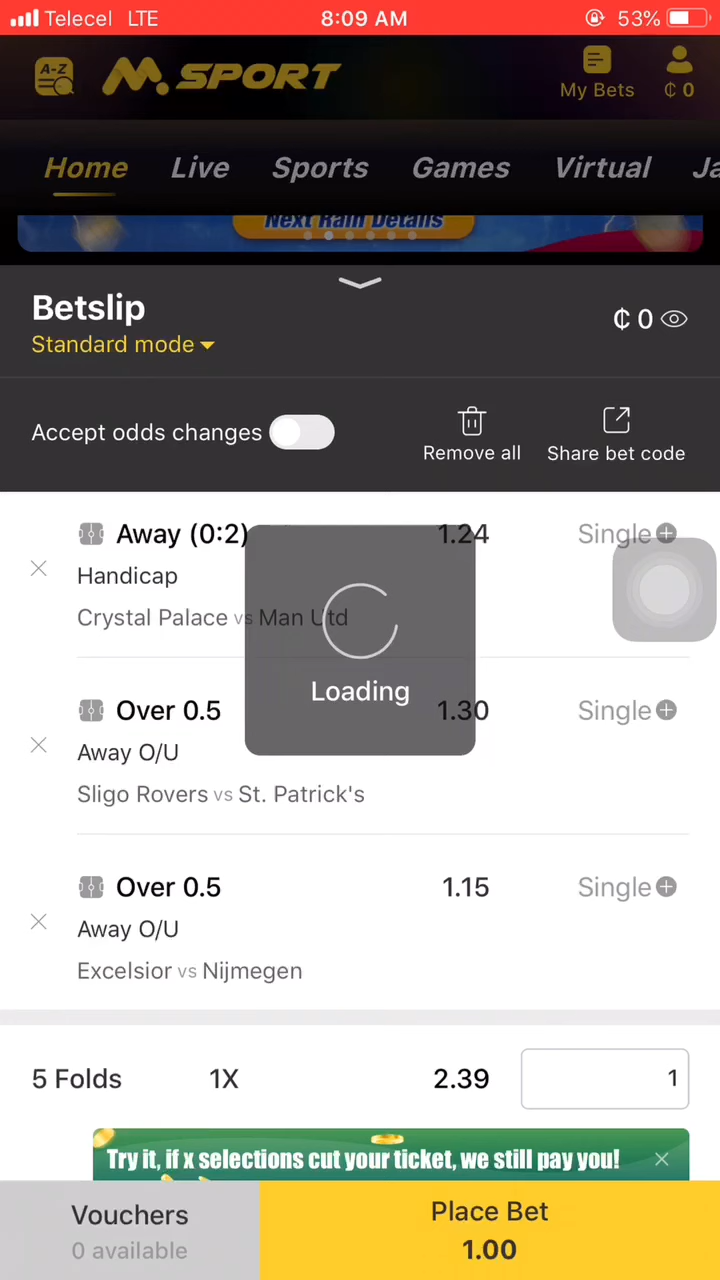 Telecel LTE 8:09 AM 53%
A-Z M.SPORT My Bets ₵ 0
Home Live Sports Games Virtual Ja
Next Rain Details
Betslip ₵ 0
Standard mode
Accept odds changes Remove all Share bet code
Away (0:2) 1.24 Single
Handicap
Crystal Palace vs Man Utd
Loading
Over 0.5 1.30 Single
Away O/U
Sligo Rovers vs St. Patrick's
Over 0.5 1.15 Single
Away O/U
Excelsior vs Nijmegen
5 Folds 1X 2.39 1
Try it, if x selections cut your ticket, we still pay you!
Vouchers Place Bet
0 available 1.00